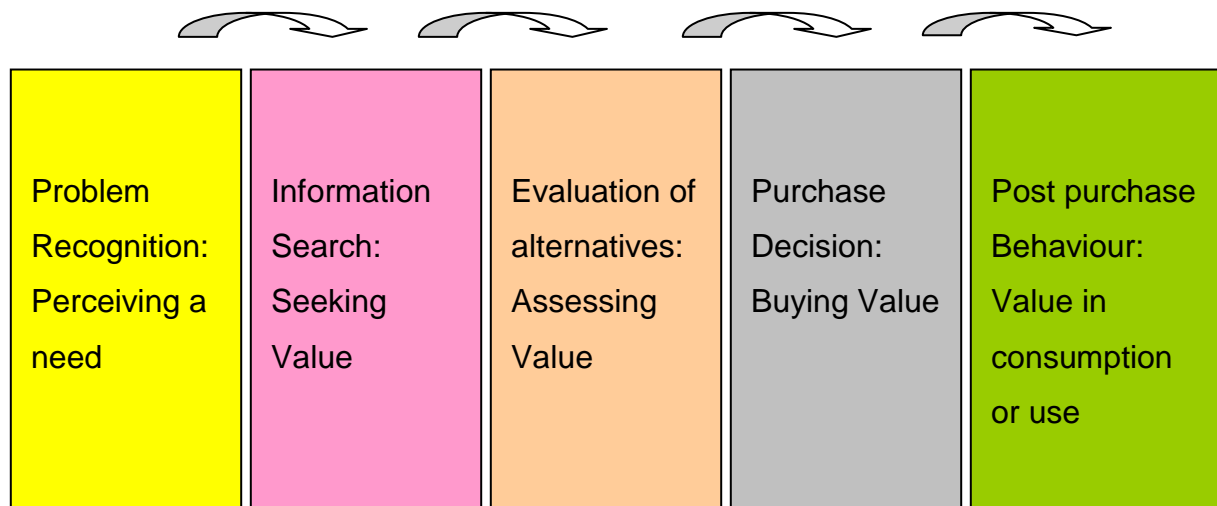 Problem
Recognition:
Perceiving a
need
Information
Search:
Seeking
Value
Evaluation of
alternatives:
Assessing
Value
Purchase
Decision:
Buying Value
Post purchase
Behaviour:
Value in
consumption
or use